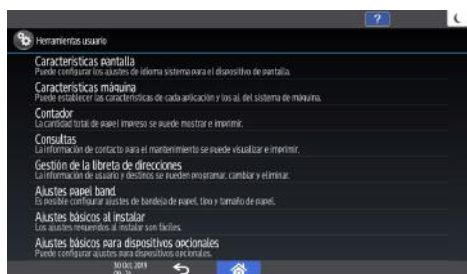 ?
Herramientas usuario
Características pantalla
Puede configurar los ajustes de idioma sistema para el dispositivo de pantalla.
Características máquina
Puede establecer las características de cada aplicación y los aj. del sistema de máquina.
Contador
La cantidad total de papel impreso se puede mostrar e imprimir.
Consultas
La información de contacto para el mantenimiento se puede visualizar e imprimir.
Gestión de la libreta de direcciones
La información de usuario y destinos se pueden programar, cambiar y eliminar.
Ajustes papel band.
Es posible configurar ajustes de bandeja de papel, tipo y tamaño de papel.
Ajustes básicos al instalar
Los ajustes requeridos al instalar son fáciles.
Ajustes básicos para dispositivos opcionales
Puede configurar ajustes para dispositivos opcionales.
30 Oct. 2019